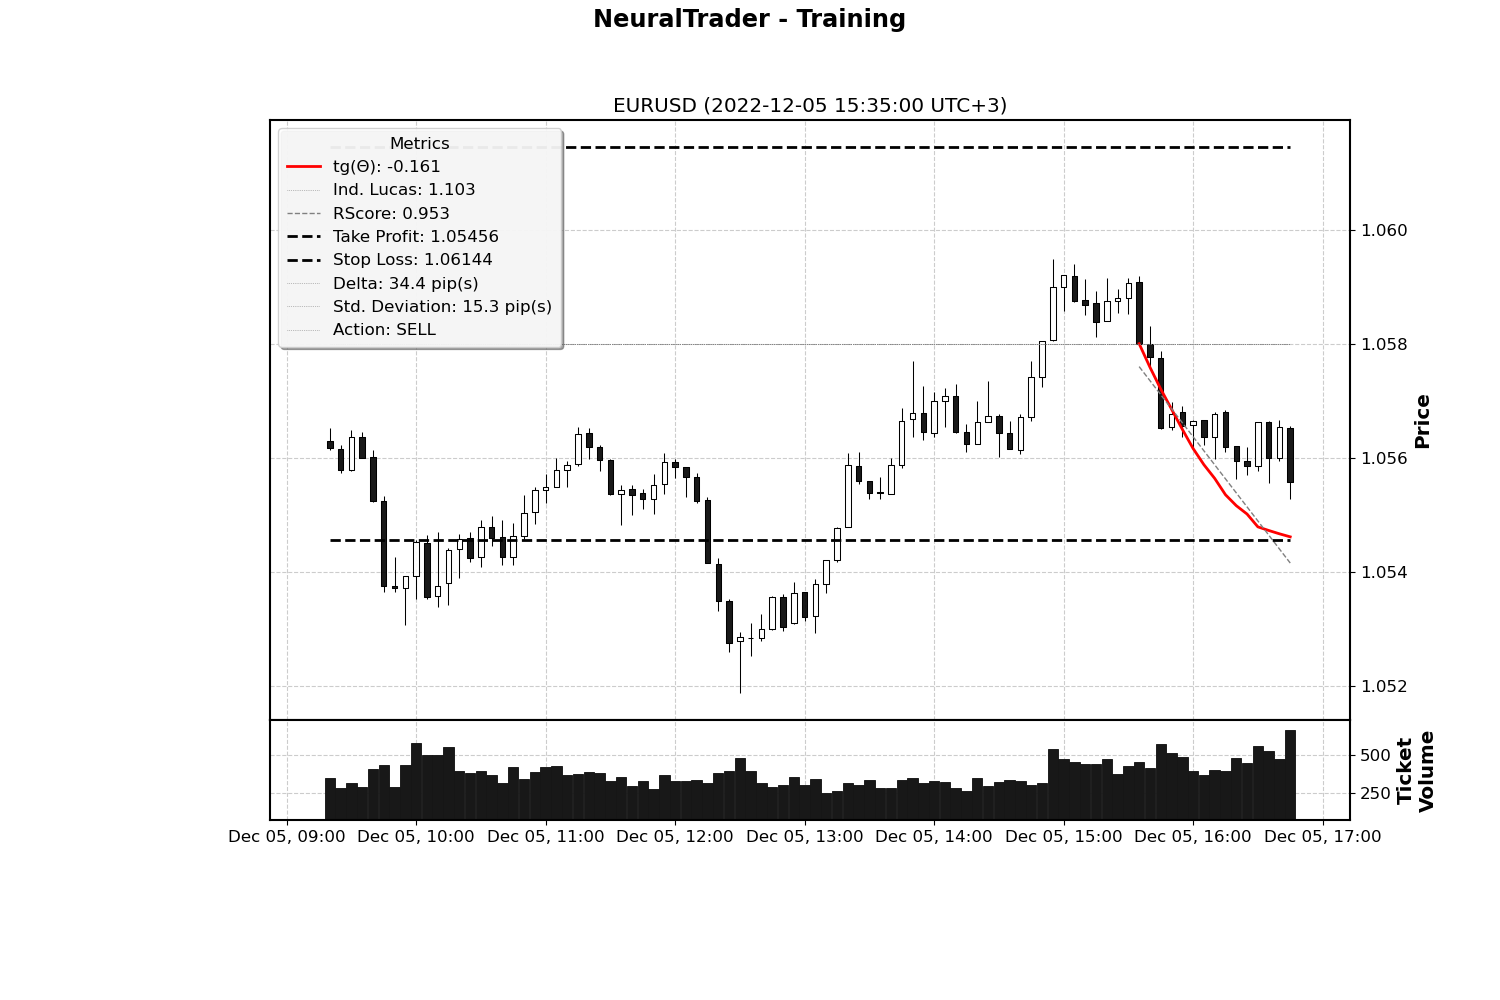 NeuralTrader - Training
EURUSD (2022-12-05 15:35:00 UTC+3)
Metrics
tg(Θ): -0.161
Ind. Lucas: 1.103
RScore: 0.953
Take Profit: 1.05456
Stop Loss: 1.06144
Delta: 34.4 pip(s)
Std. Deviation: 15.3 pip(s)
Action: SELL
1.060
1.058
1.056
1.054
1.052
Price
500
250
Ticket
Volume
Dec 05, 09:00 Dec 05, 10:00 Dec 05, 11:00 Dec 05, 12:00 Dec 05, 13:00 Dec 05, 14:00 Dec 05, 15:00 Dec 05, 16:00 Dec 05, 17:00